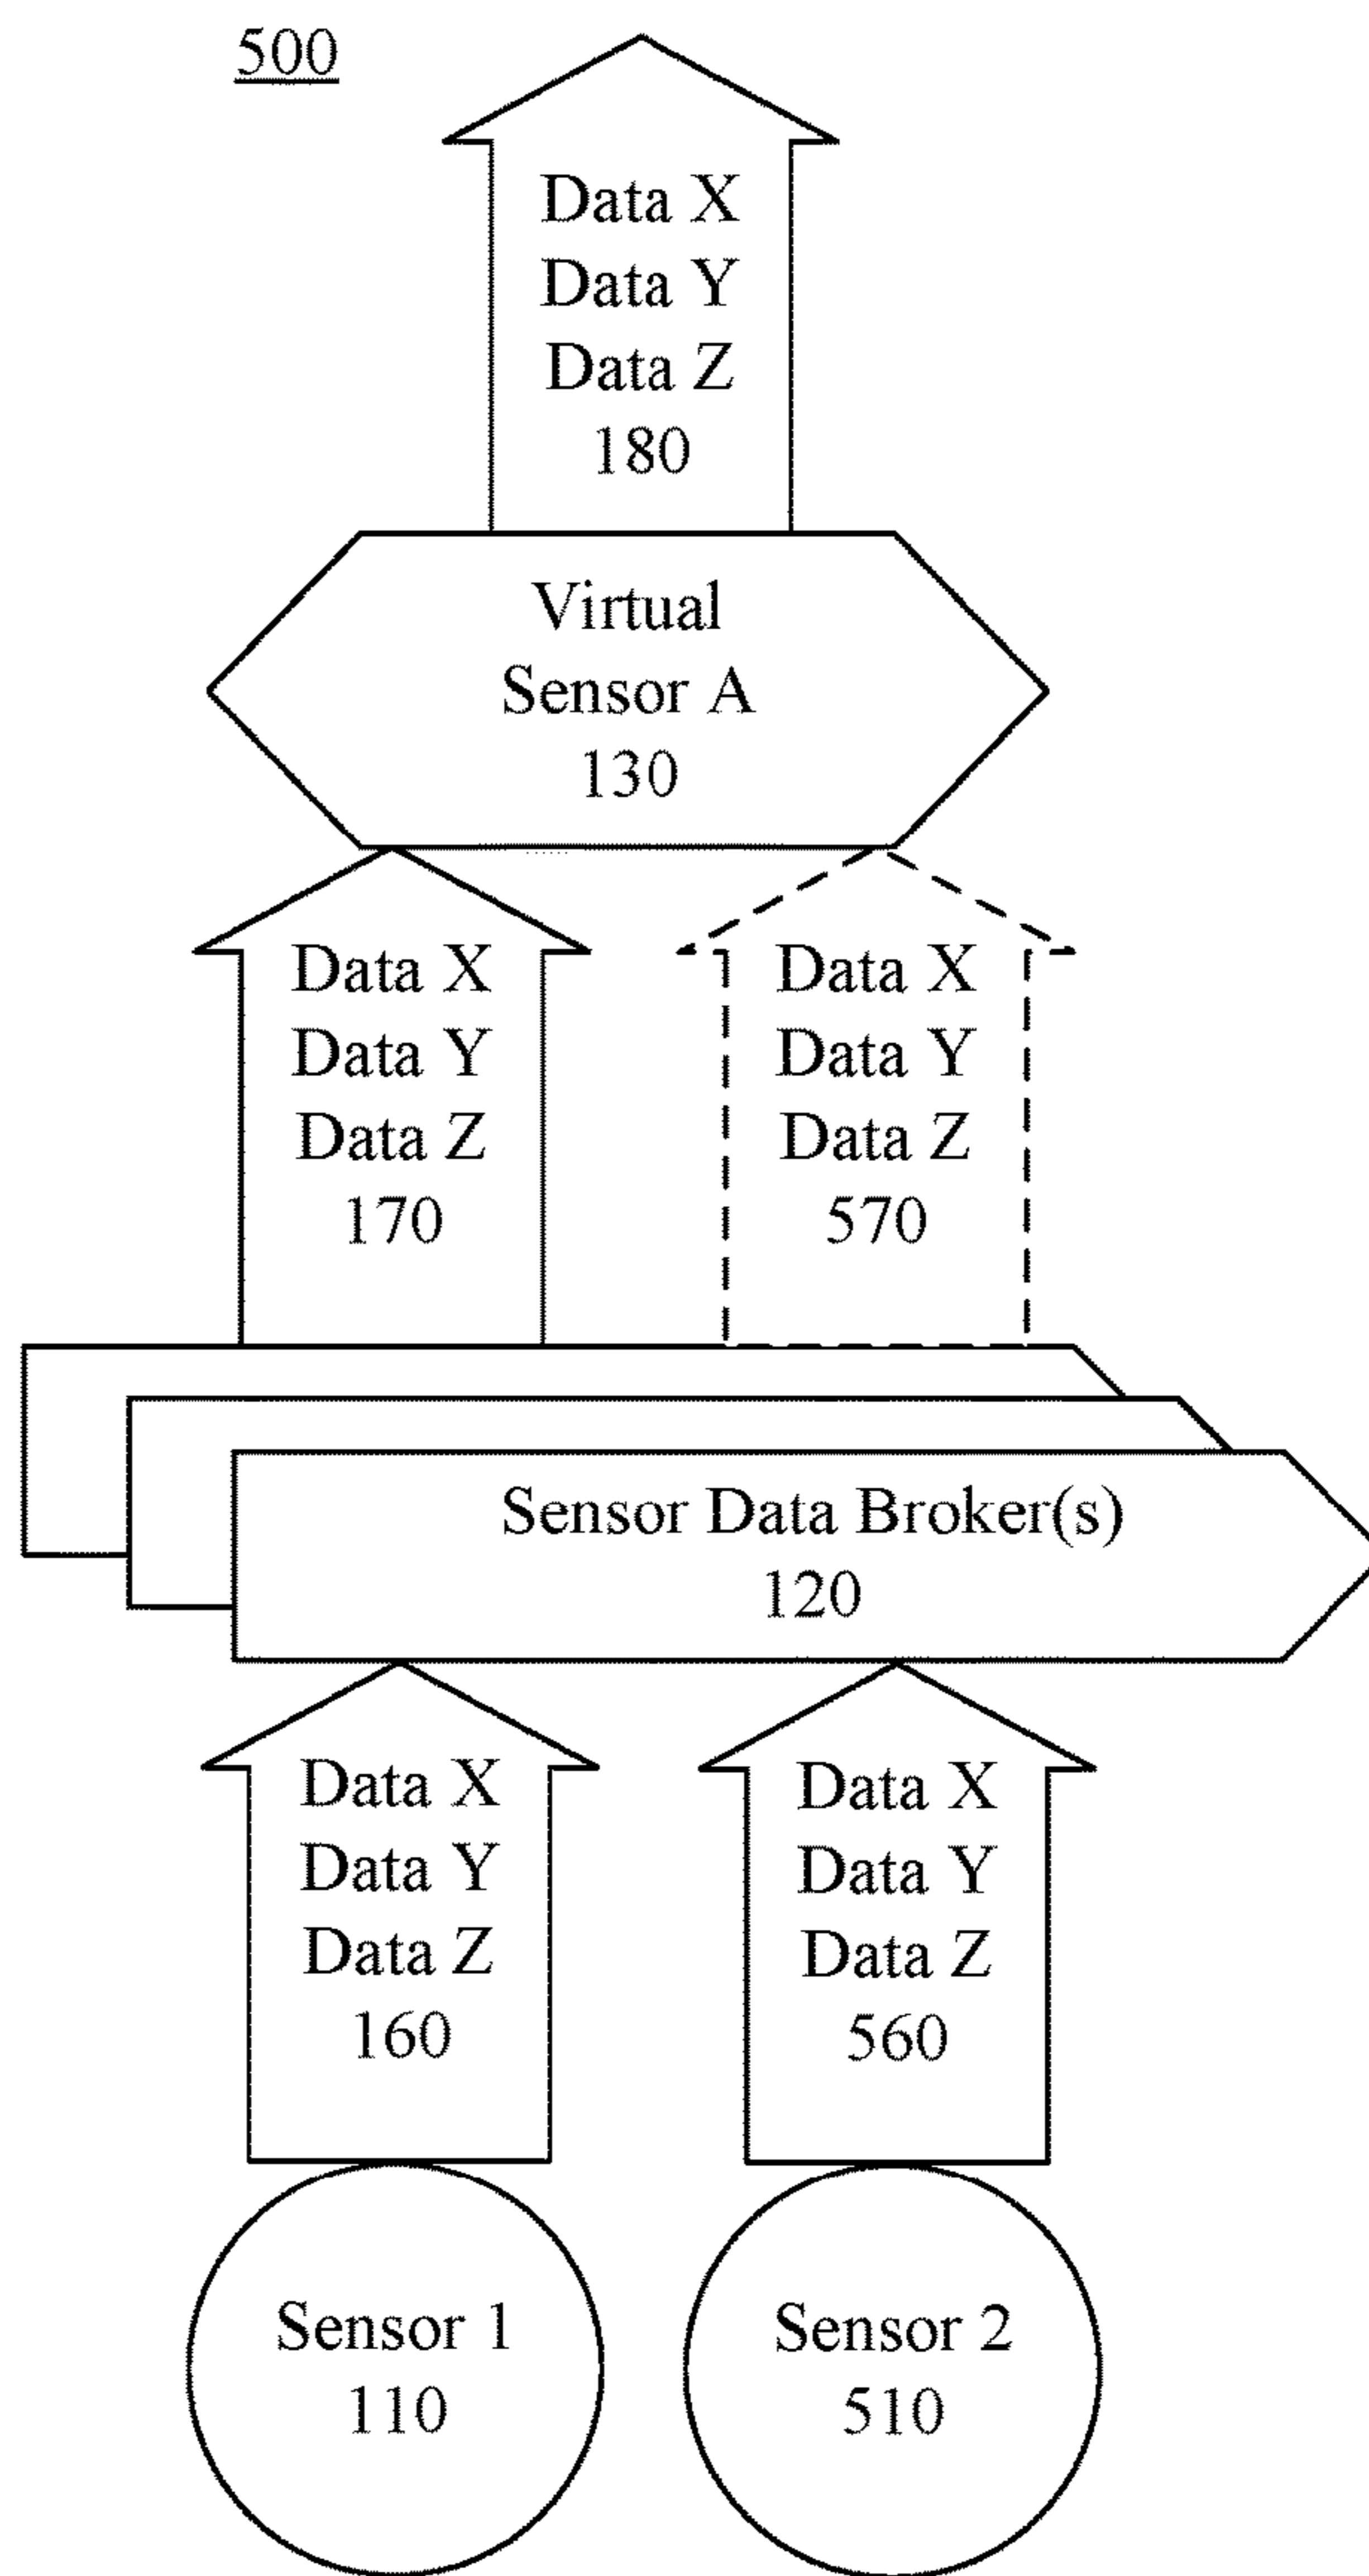 500
Data X
Data Y
Data Z
180
Virtual
Sensor A
130
Data X
Data Y
Data Z
170
Data X
Data Y
Data Z
570
Sensor Data Broker(s)
120
Data X
Data Y
Data Z
160
Data X
Data Y
Data Z
560
Sensor 1
110
Sensor 2
510